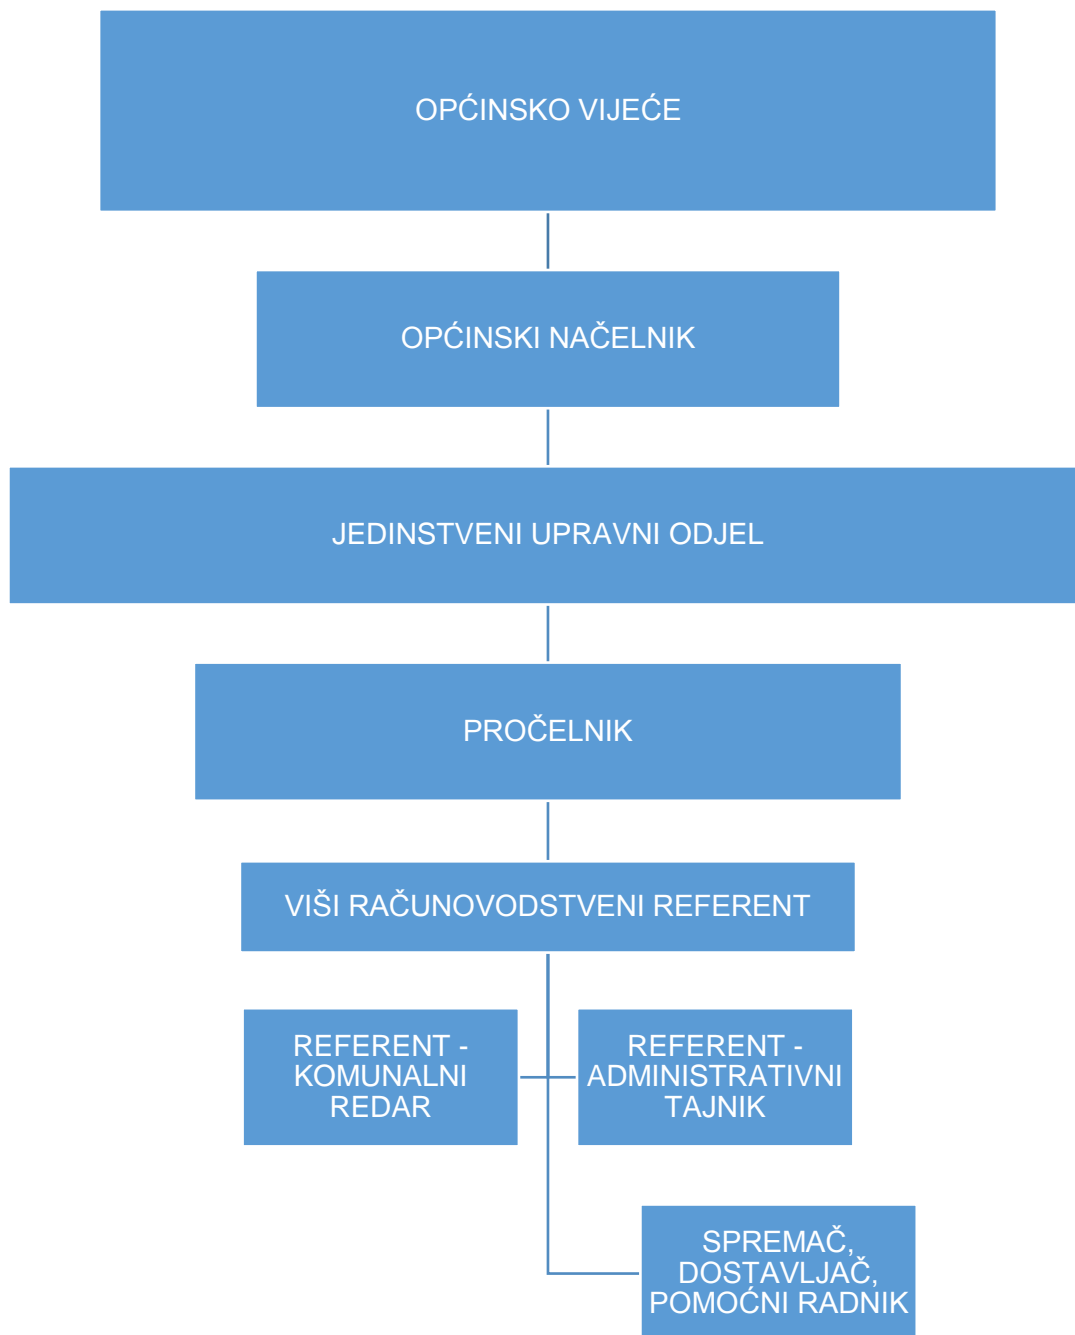 OPĆINSKO VIJEĆE
OPĆINSKI NAČELNIK
JEDINSTVENI UPRAVNI ODJEL
PROČELNIK
VIŠI RAČUNOVODSTVENI REFERENT
REFERENT -
KOMUNALNI
REDAR
REFERENT -
ADMINISTRATIVNI
TAJNIK
SPREMAČ,
DOSTAVLJAČ,
POMOĆNI RADNIK